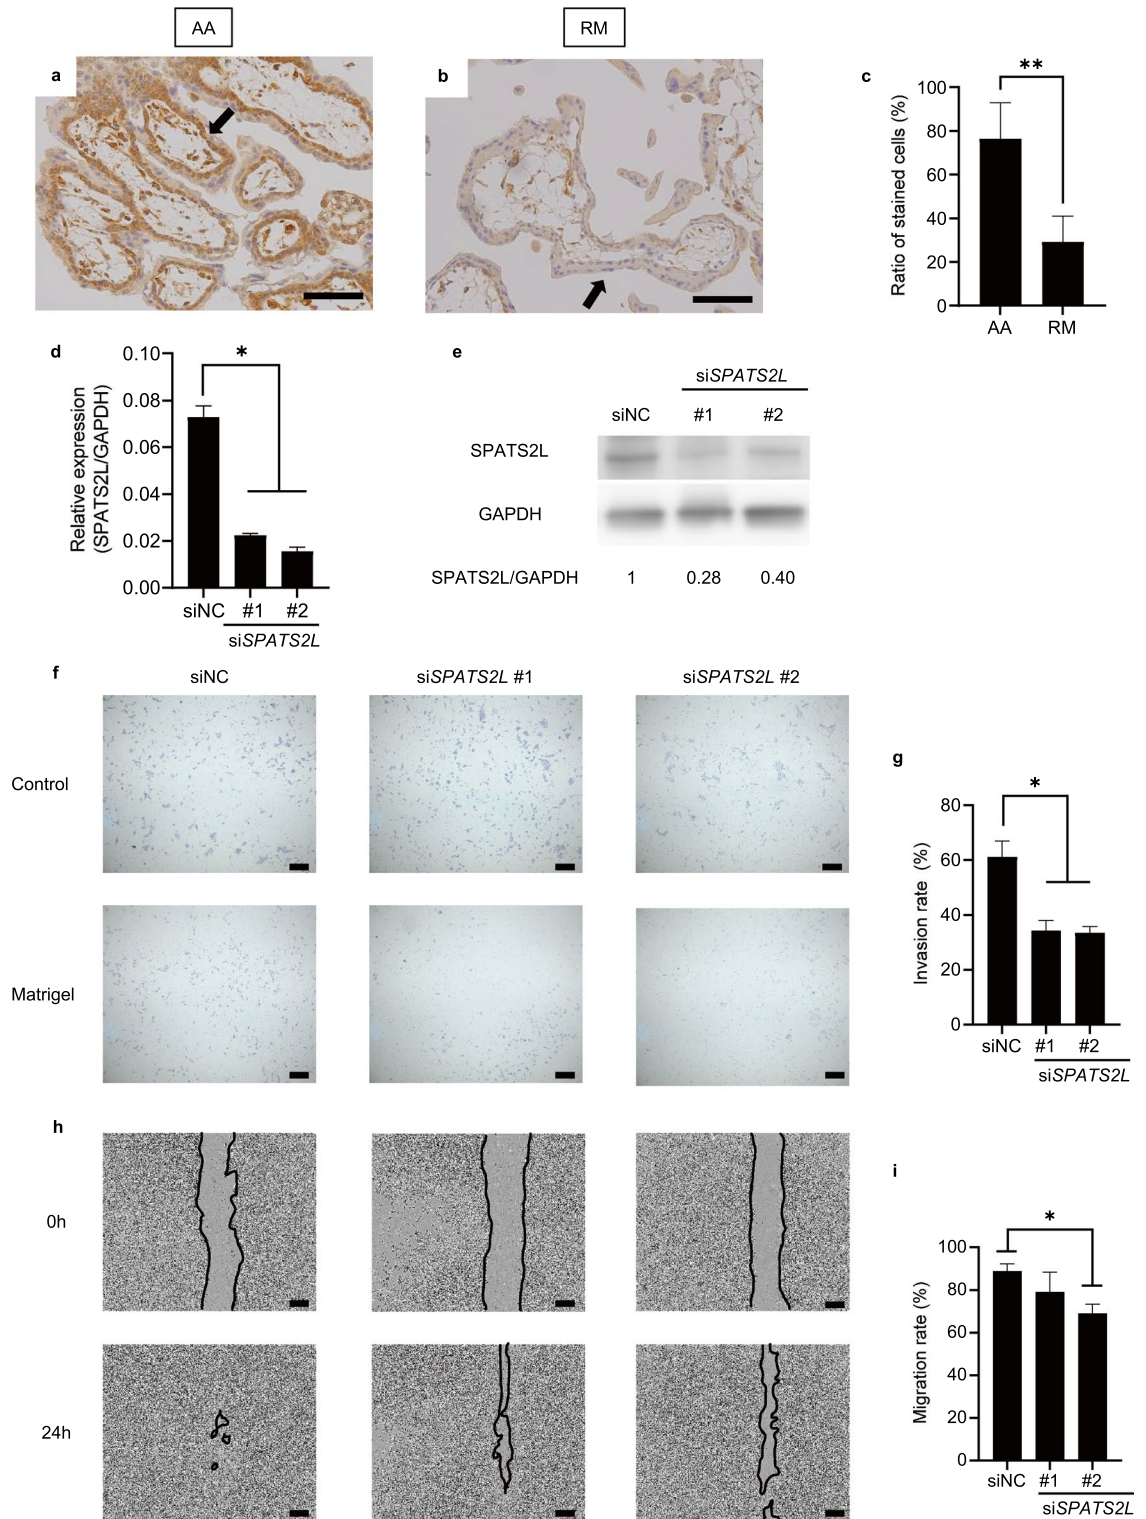 AA
RM
a
b
c
**
Ratio of stained cells (%)
100
80
60
40
20
0
AA
RM
d
*
Relative expression
(SPATS2L/GAPDH)
0.10
0.08
0.06
0.04
0.02
0.00
siNC
#1
#2
siSPATS2L
e
siSPATS2L
siNC
#1
#2
SPATS2L
GAPDH
SPATS2L/GAPDH
1
0.28
0.40
f
siNC
siSPATS2L #1
siSPATS2L #2
Control
Matrigel
g
*
Invasion rate (%)
80
60
40
20
0
siNC
#1
#2
siSPATS2L
h
0h
24h
i
*
Migration rate (%)
100
80
60
40
20
0
siNC
#1
#2
siSPATS2L